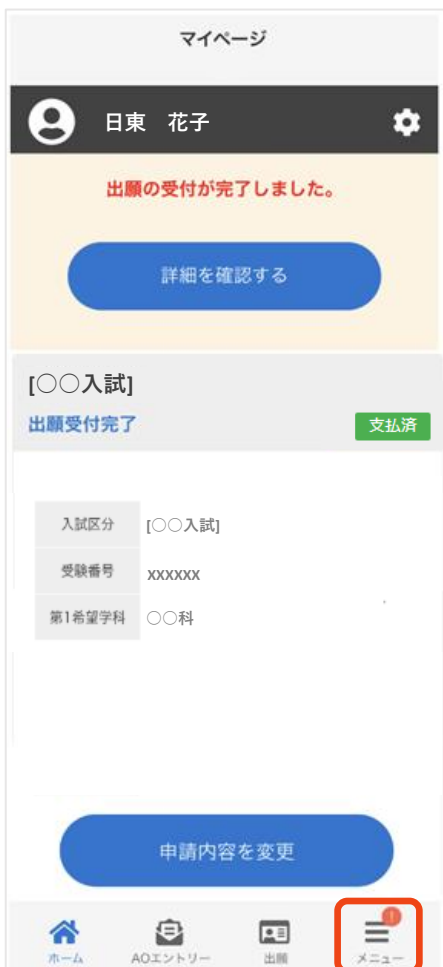 マイページ
日東 花子
出願の受付が完了しました。
詳細を確認する
[○○入試]
出願受付完了 支払済
入試区分 [○○入試]
受験番号 xxxxxx
第1希望学科 ○○科
申請内容を変更
ホーム AOエントリー 出願 メニュー